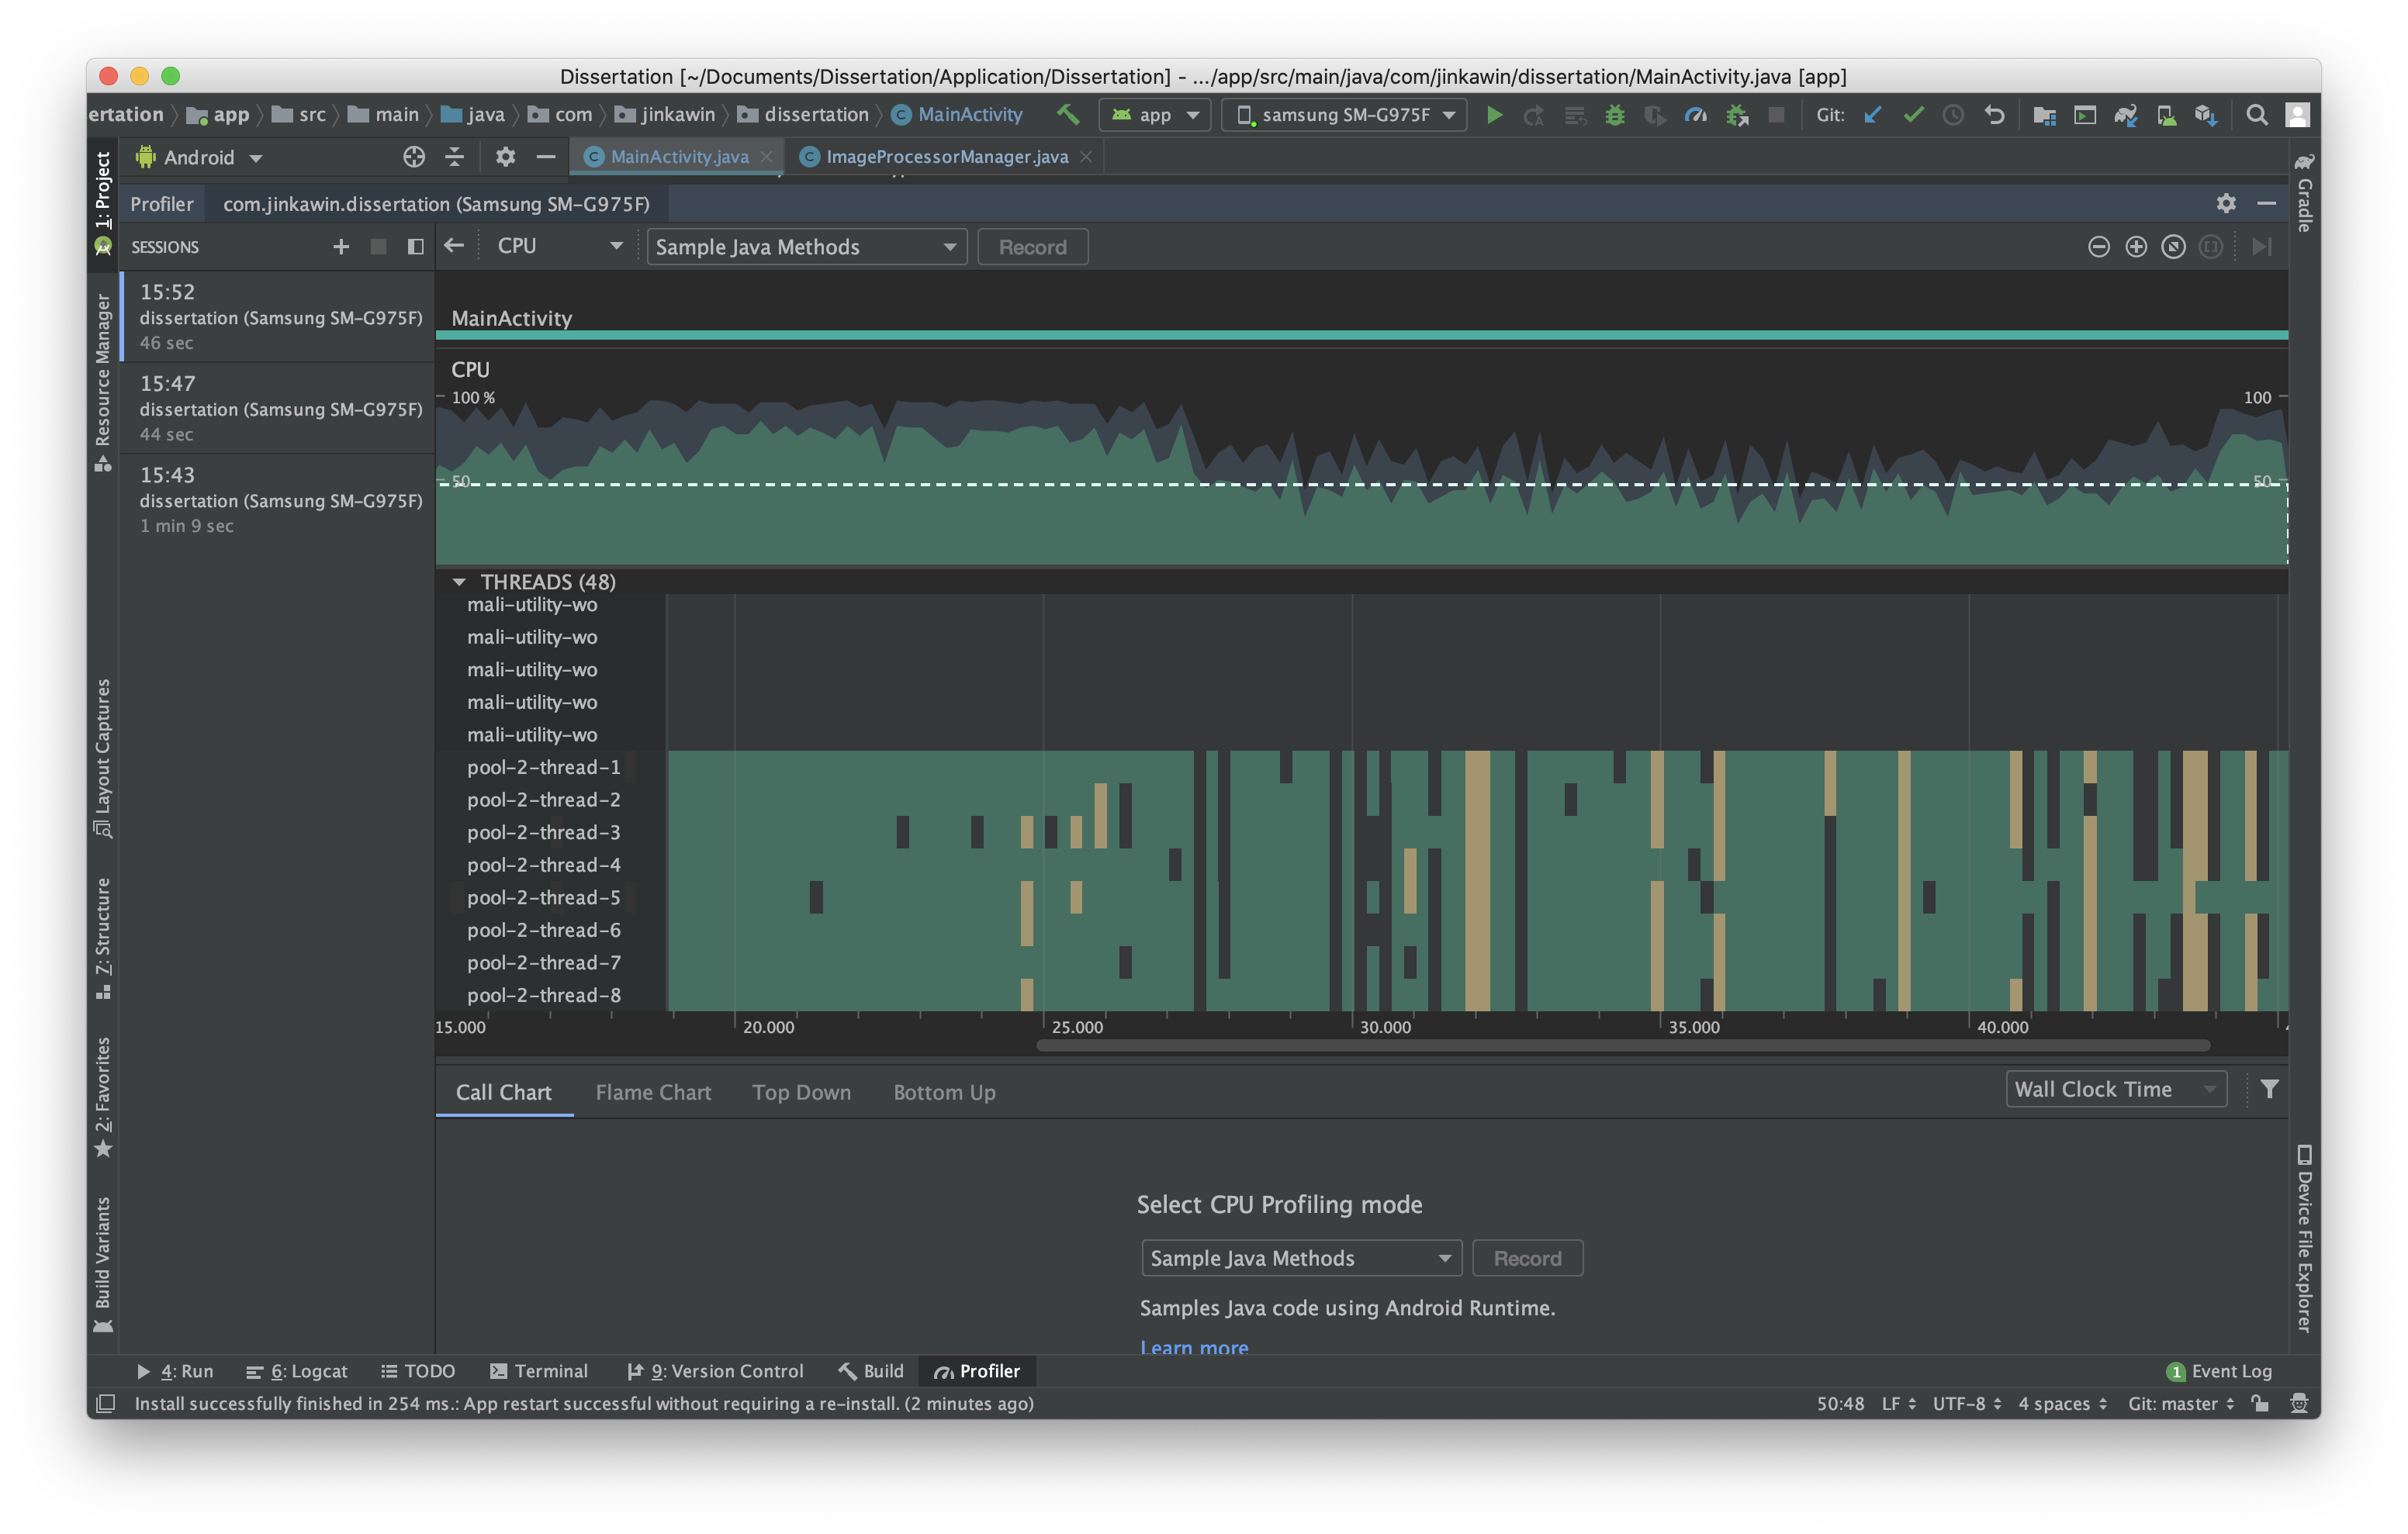 Dissertation [~/Documents/Dissertation/Application/Dissertation] - .../app/src/main/java/com/jinkawin/dissertation/MainActivity.java [app]
ertation app src main java com jinkawin dissertation MainActivity app samsung SM-G975F Git:
1: Project
Resource Manager
Layout Captures
7: Structure
2: Favorites
Build Variants
Android MainActivity.java ImageProcessorManager.java
Profiler com.jinkawin.dissertation (Samsung SM-G975F)
SESSIONS CPU Sample Java Methods Record
15:52
dissertation (Samsung SM-G975F)
46 sec
15:47
dissertation (Samsung SM-G975F)
44 sec
15:43
dissertation (Samsung SM-G975F)
1 min 9 sec
MainActivity
CPU
100 % 100
50 50
THREADS (48)
mali-utility-wo
mali-utility-wo
mali-utility-wo
mali-utility-wo
mali-utility-wo
pool-2-thread-1
pool-2-thread-2
pool-2-thread-3
pool-2-thread-4
pool-2-thread-5
pool-2-thread-6
pool-2-thread-7
pool-2-thread-8
15.000 20.000 25.000 30.000 35.000 40.000
Call Chart Flame Chart Top Down Bottom Up Wall Clock Time
Select CPU Profiling mode
Sample Java Methods Record
Samples Java code using Android Runtime.
Learn more
Gradle
Device File Explorer
4: Run 6: Logcat TODO Terminal 9: Version Control Build Profiler 1 Event Log
Install successfully finished in 254 ms.: App restart successful without requiring a re-install. (2 minutes ago) 50:48 LF UTF-8 4 spaces Git: master